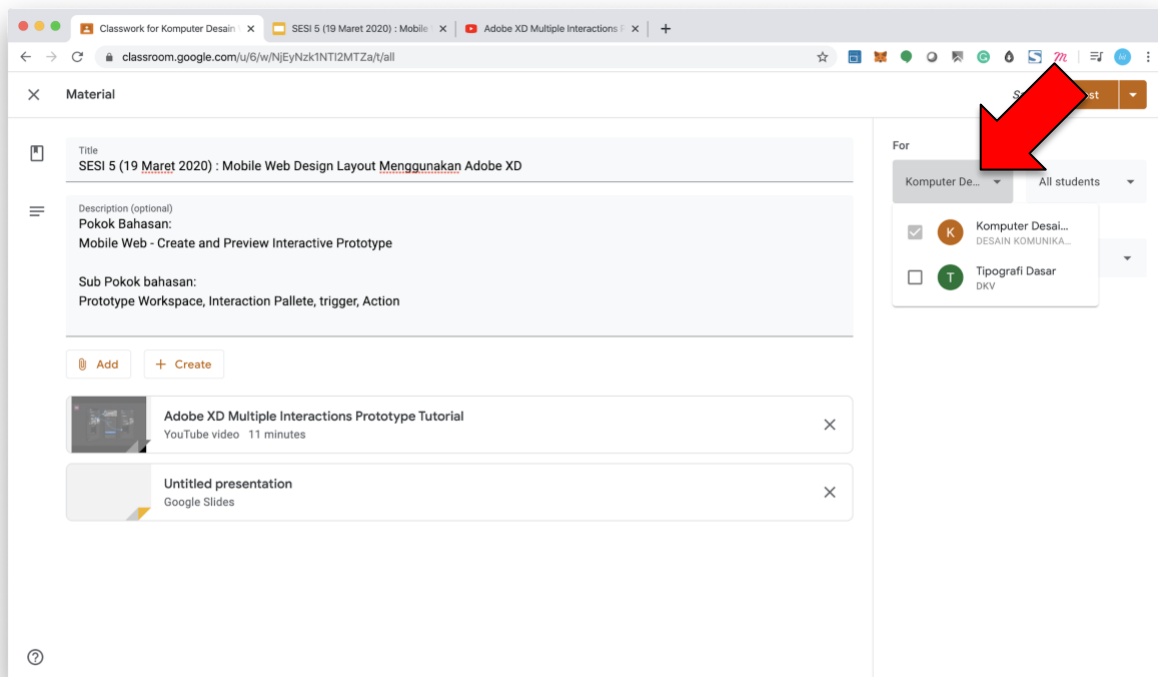 Classwork for Komputer Desain
SESI 5 (19 Maret 2020) : Mobile
Adobe XD Multiple Interactions
classroom.google.com/u/6/w/NjEyNzk1NTI2MTZa/t/all
Material
Title
SESI 5 (19 Maret 2020) : Mobile Web Design Layout Menggunakan Adobe XD
For
Komputer De...
All students
Description (optional)
Pokok Bahasan:
Mobile Web - Create and Preview Interactive Prototype
Sub Pokok bahasan:
Prototype Workspace, Interaction Pallete, trigger, Action
Komputer Desai...
K
DESAIN KOMUNIKA...
Tipografi Dasar
T
DKV
Add
Create
Adobe XD Multiple Interactions Prototype Tutorial
YouTube video 11 minutes
Untitled presentation
Google Slides